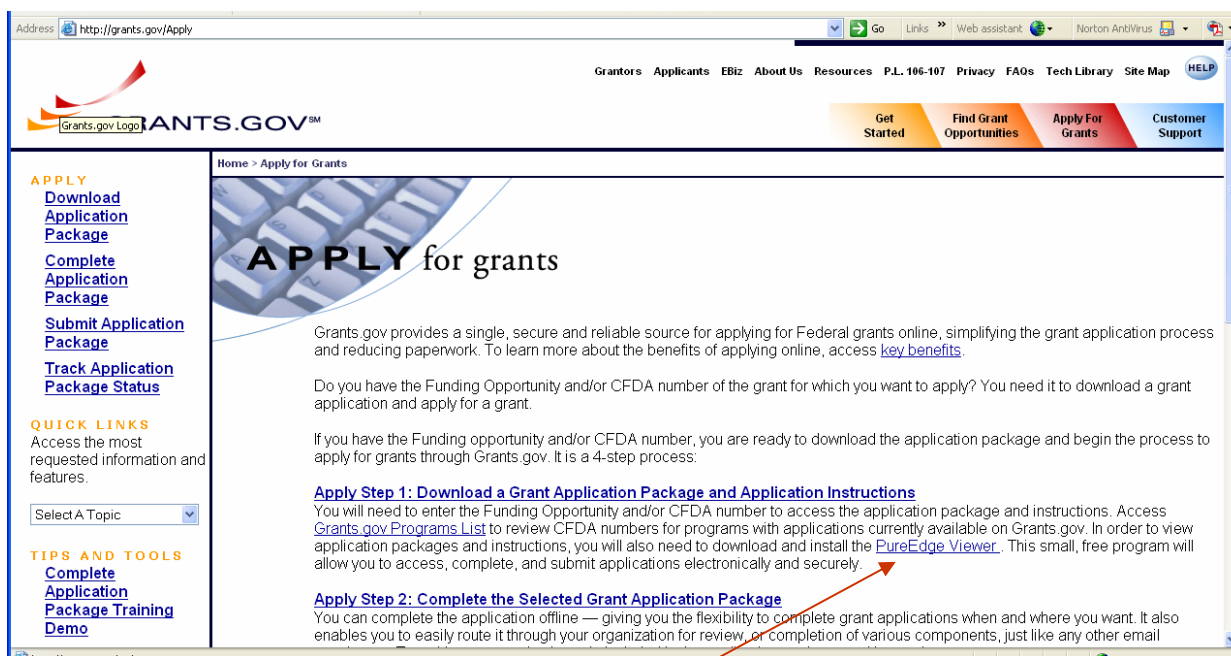 Address http://grants.gov/Apply Go Links » Web assistant Norton AntiVirus
Grantors Applicants EBiz About Us Resources P.L. 106-107 Privacy FAQs Tech Library Site Map HELP
Grants.gov Logo
RANTS.GOV℠
Get Started
Find Grant Opportunities
Apply For Grants
Customer Support
Home > Apply for Grants
APPLY
Download
Application
Package
Complete
Application
Package
Submit Application
Package
Track Application
Package Status
QUICK LINKS
Access the most
requested information and
features.
Select A Topic
TIPS AND TOOLS
Complete
Application
Package Training
Demo
APPLY for grants
Grants.gov provides a single, secure and reliable source for applying for Federal grants online, simplifying the grant application process
and reducing paperwork. To learn more about the benefits of applying online, access key benefits.
Do you have the Funding Opportunity and/or CFDA number of the grant for which you want to apply? You need it to download a grant
application and apply for a grant.
If you have the Funding opportunity and/or CFDA number, you are ready to download the application package and begin the process to
apply for grants through Grants.gov. It is a 4-step process:
Apply Step 1: Download a Grant Application Package and Application Instructions
You will need to enter the Funding Opportunity and/or CFDA number to access the application package and instructions. Access
Grants.gov Programs List to review CFDA numbers for programs with applications currently available on Grants.gov. In order to view
application packages and instructions, you will also need to download and install the PureEdge Viewer . This small, free program will
allow you to access, complete, and submit applications electronically and securely.
Apply Step 2: Complete the Selected Grant Application Package
You can complete the application offline — giving you the flexibility to complete grant applications when and where you want. It also
enables you to easily route it through your organization for review, or completion of various components, just like any other email